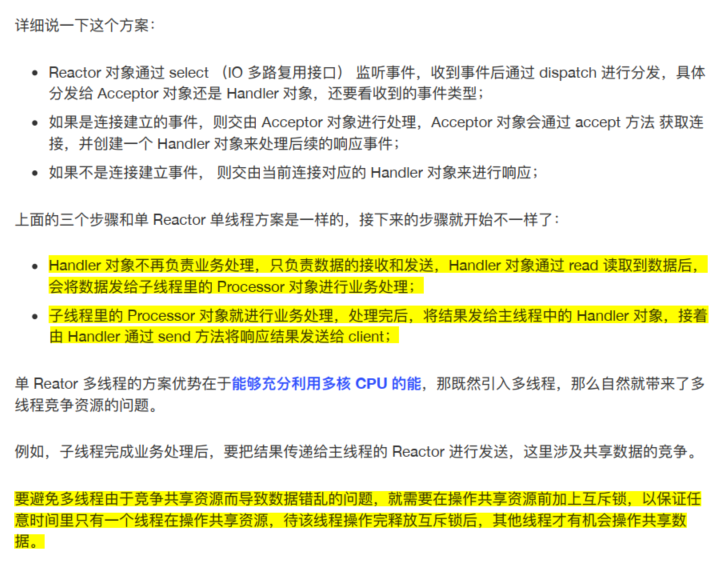 详细说一下这个方案：
Reactor 对象通过 select （IO 多路复用接口） 监听事件，收到事件后通过 dispatch 进行分发，具体
分发给 Acceptor 对象还是 Handler 对象，还要看收到的事件类型；
如果是连接建立的事件，则交由 Acceptor 对象进行处理，Acceptor 对象会通过 accept 方法 获取连
接，并创建一个 Handler 对象来处理后续的响应事件；
如果不是连接建立事件， 则交由当前连接对应的 Handler 对象来进行响应；
上面的三个步骤和单 Reactor 单线程方案是一样的，接下来的步骤就开始不一样了：
Handler 对象不再负责业务处理，只负责数据的接收和发送，Handler 对象通过 read 读取到数据后，
会将数据发给子线程里的 Processor 对象进行业务处理；
子线程里的 Processor 对象就进行业务处理，处理完后，将结果发给主线程中的 Handler 对象，接着
由 Handler 通过 send 方法将响应结果发送给 client；
单 Reator 多线程的方案优势在于能够充分利用多核 CPU 的能，那既然引入多线程，那么自然就带来了多
线程竞争资源的问题。
例如，子线程完成业务处理后，要把结果传递给主线程的 Reactor 进行发送，这里涉及共享数据的竞争。
要避免多线程由于竞争共享资源而导致数据错乱的问题，就需要在操作共享资源前加上互斥锁，以保证任
意时间里只有一个线程在操作共享资源，待该线程操作完释放互斥锁后，其他线程才有机会操作共享数
据。